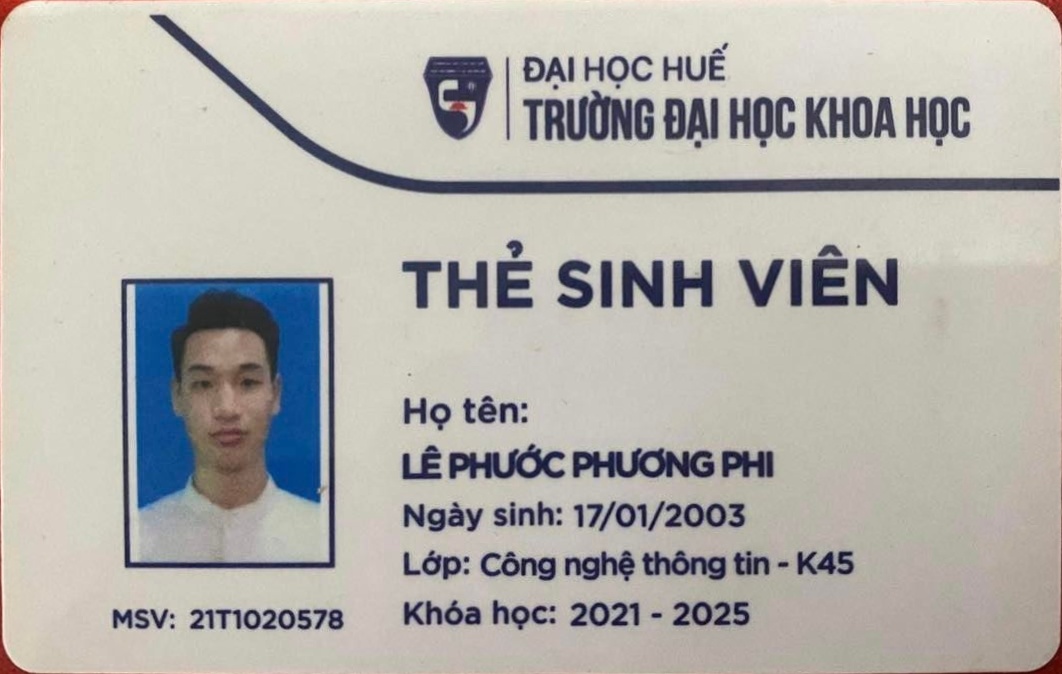 ĐẠI HỌC HUẾ
TRƯỜNG ĐẠI HỌC KHOA HỌC
THẺ SINH VIÊN
Họ tên:
LÊ PHƯỚC PHƯƠNG PHI
Ngày sinh: 17/01/2003
Lớp: Công nghệ thông tin - K45
Khóa học: 2021 - 2025
MSV: 21T1020578